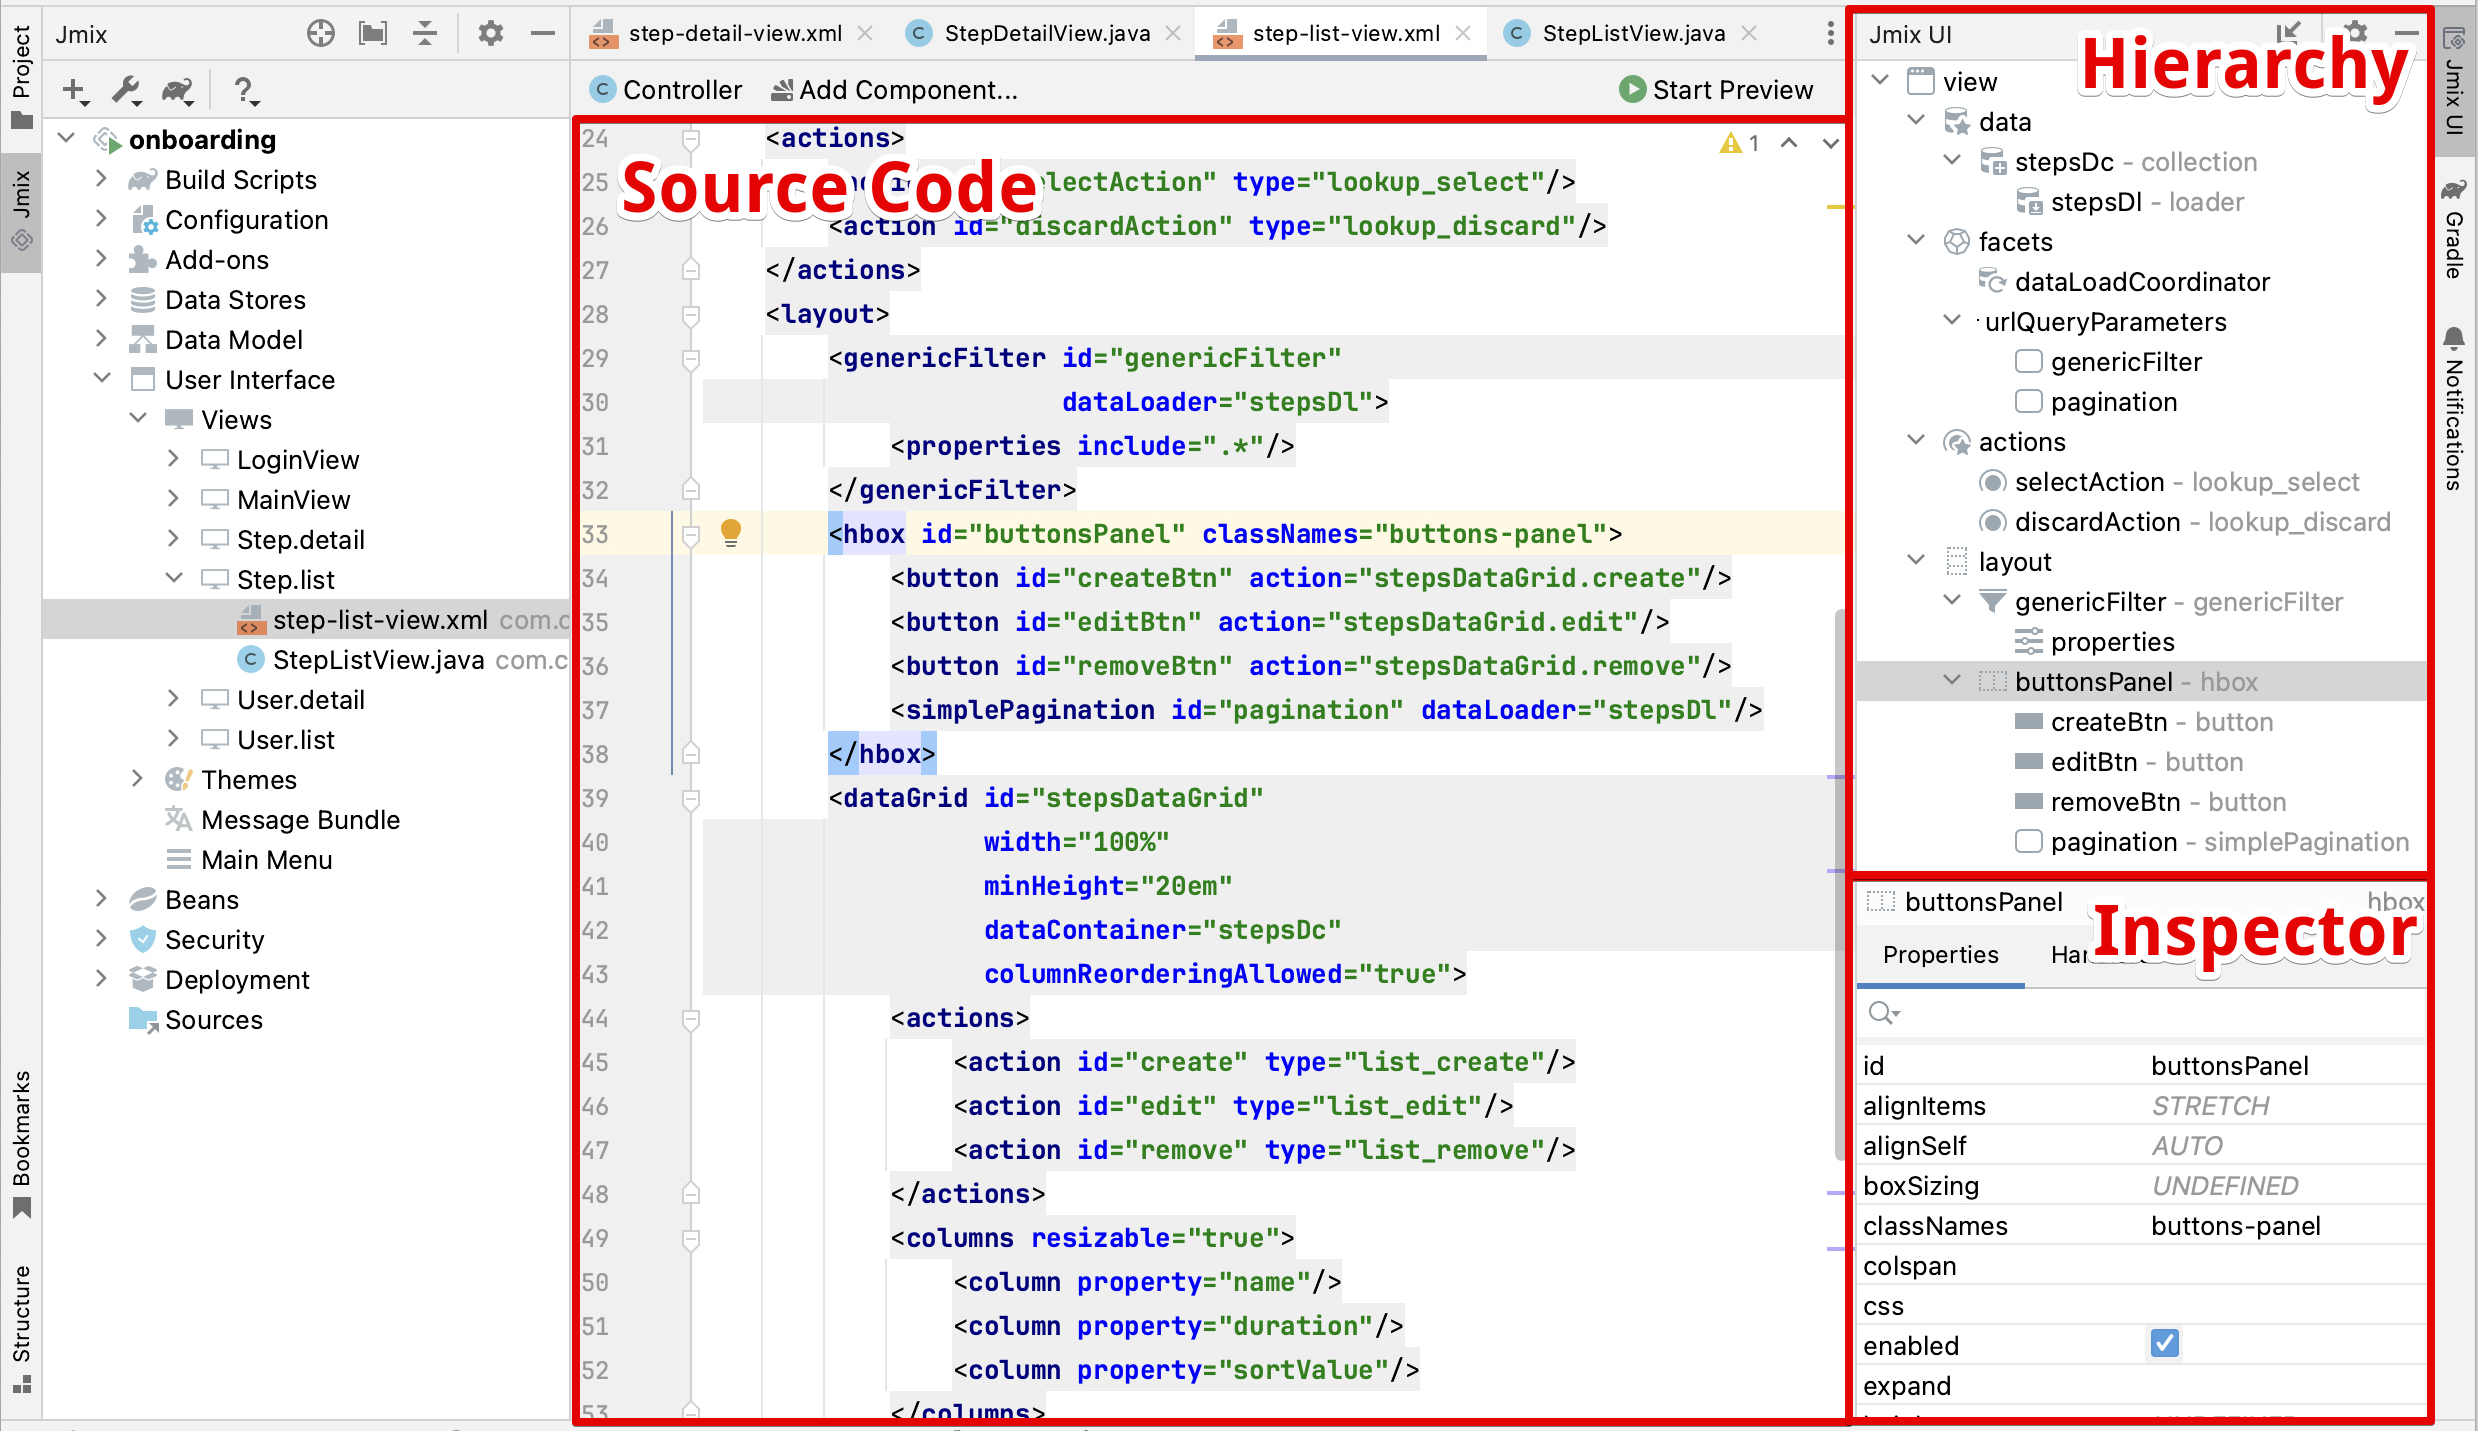 Project
Jmix
Bookmarks
Structure
Jmix
onboarding
Build Scripts
Configuration
Add-ons
Data Stores
Data Model
User Interface
Views
LoginView
MainView
Step.detail
Step.list
step-list-view.xml com.c
StepListView.java com.c
User.detail
User.list
Themes
Message Bundle
Main Menu
Beans
Security
Deployment
Sources
step-detail-view.xml
StepDetailView.java
step-list-view.xml
StepListView.java
Controller
Add Component...
Start Preview
Source Code
1
24 <actions>
25 electAction" type="lookup_select"/>
26 <action id="discardAction" type="lookup_discard"/>
27 </actions>
28 <layout>
29 <genericFilter id="genericFilter"
30 dataLoader="stepsDl">
31 <properties include=".*"/>
32 </genericFilter>
33 <hbox id="buttonsPanel" classNames="buttons-panel">
34 <button id="createBtn" action="stepsDataGrid.create"/>
35 <button id="editBtn" action="stepsDataGrid.edit"/>
36 <button id="removeBtn" action="stepsDataGrid.remove"/>
37 <simplePagination id="pagination" dataLoader="stepsDl"/>
38 </hbox>
39 <dataGrid id="stepsDataGrid"
40 width="100%"
41 minHeight="20em"
42 dataContainer="stepsDc"
43 columnReorderingAllowed="true">
44 <actions>
45 <action id="create" type="list_create"/>
46 <action id="edit" type="list_edit"/>
47 <action id="remove" type="list_remove"/>
48 </actions>
49 <columns resizable="true">
50 <column property="name"/>
51 <column property="duration"/>
52 <column property="sortValue"/>
53 </columns>
Jmix UI
Hierarchy
view
data
stepsDc - collection
stepsDl - loader
facets
dataLoadCoordinator
urlQueryParameters
genericFilter
pagination
actions
selectAction - lookup_select
discardAction - lookup_discard
layout
genericFilter - genericFilter
properties
buttonsPanel - hbox
createBtn - button
editBtn - button
removeBtn - button
pagination - simplePagination
buttonsPanel hbox
Inspector
Properties
id buttonsPanel
alignItems STRETCH
alignSelf AUTO
boxSizing UNDEFINED
classNames buttons-panel
colspan
css
enabled
expand
Jmix UI
Gradle
Notifications